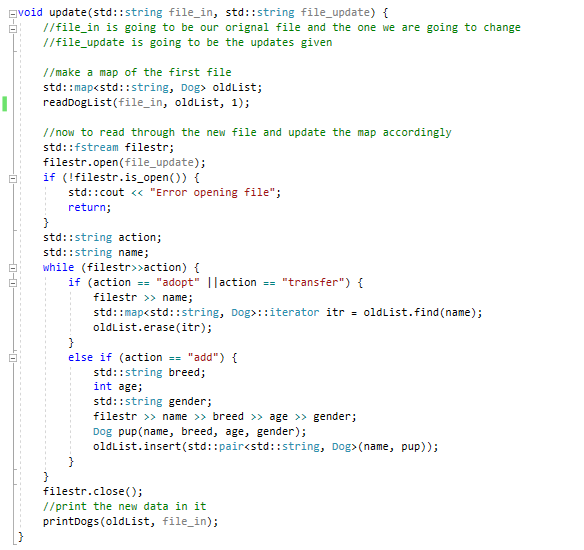 void update(std::string file_in, std::string file_update) {
//file_in is going to be our orignal file and the one we are going to change
//file_update is going to be the updates given
//make a map of the first file
std::map<std::string, Dog> oldList;
readDogList(file_in, oldList, 1);
//now to read through the new file and update the map accordingly
std::fstream filestr;
filestr.open(file_update);
if (!filestr.is_open()) {
std::cout << "Error opening file";
return;
}
std::string action;
std::string name;
while (filestr>>action) {
if (action == "adopt" ||action == "transfer") {
filestr >> name;
std::map<std::string, Dog>::iterator itr = oldList.find(name);
oldList.erase(itr);
}
else if (action == "add") {
std::string breed;
int age;
std::string gender;
filestr >> name >> breed >> age >> gender;
Dog pup(name, breed, age, gender);
oldList.insert(std::pair<std::string, Dog>(name, pup));
}
}
filestr.close();
//print the new data in it
printDogs(oldList, file_in);
}